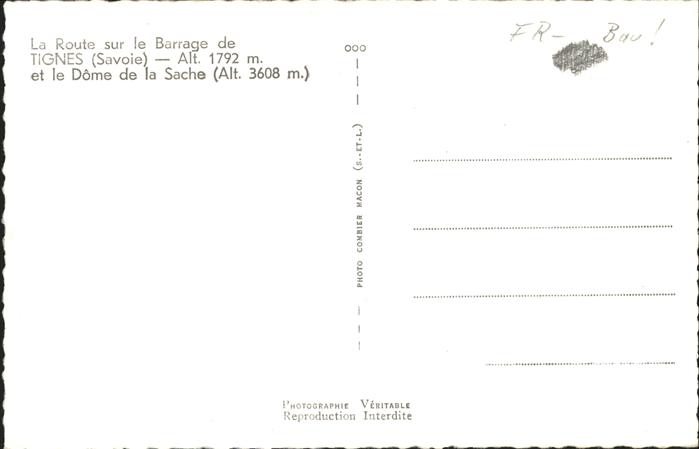 La Route sur le Barrage de
TIGNES (Savoie) — Alt. 1792 m.
et le Dôme de la Sache (Alt. 3608 m.)
FR- Bau!
PHOTO COMBIER MACON (S.-ET-L.)
PHOTOGRAPHIE VÉRITABLE
Reproduction Interdite